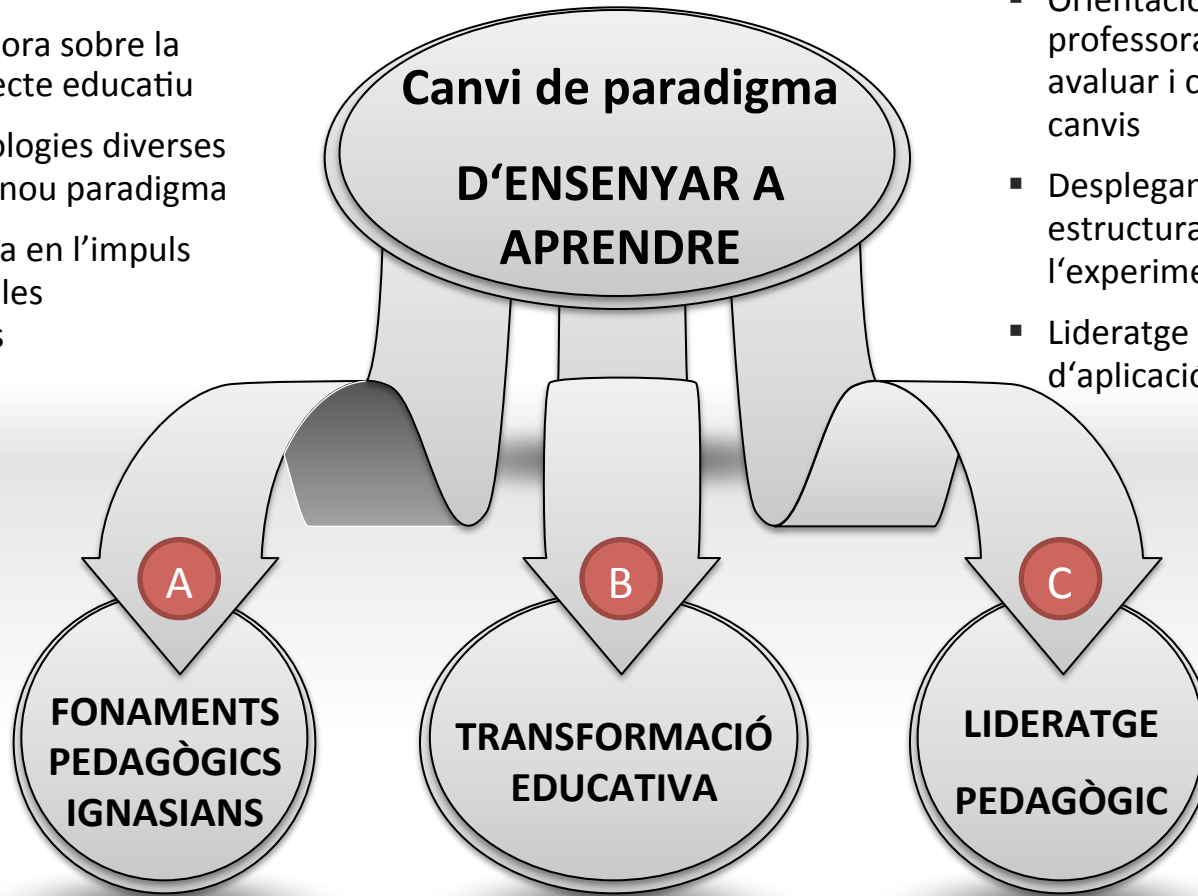 ora sobre la
ecte educatiu
ologies diverses
nou paradigma
a en l’impuls
les
s
Canvi de paradigma
D‘ENSENYAR A
APRENDRE
professora
avaluar i c
canvis
▪ Desplegan
estructura
l‘experime
▪ Lideratge
d‘aplicació
A
B
C
FONAMENTS
PEDAGÒGICS
IGNASIANS
TRANSFORMACIÓ
EDUCATIVA
LIDERATGE
PEDAGÒGIC